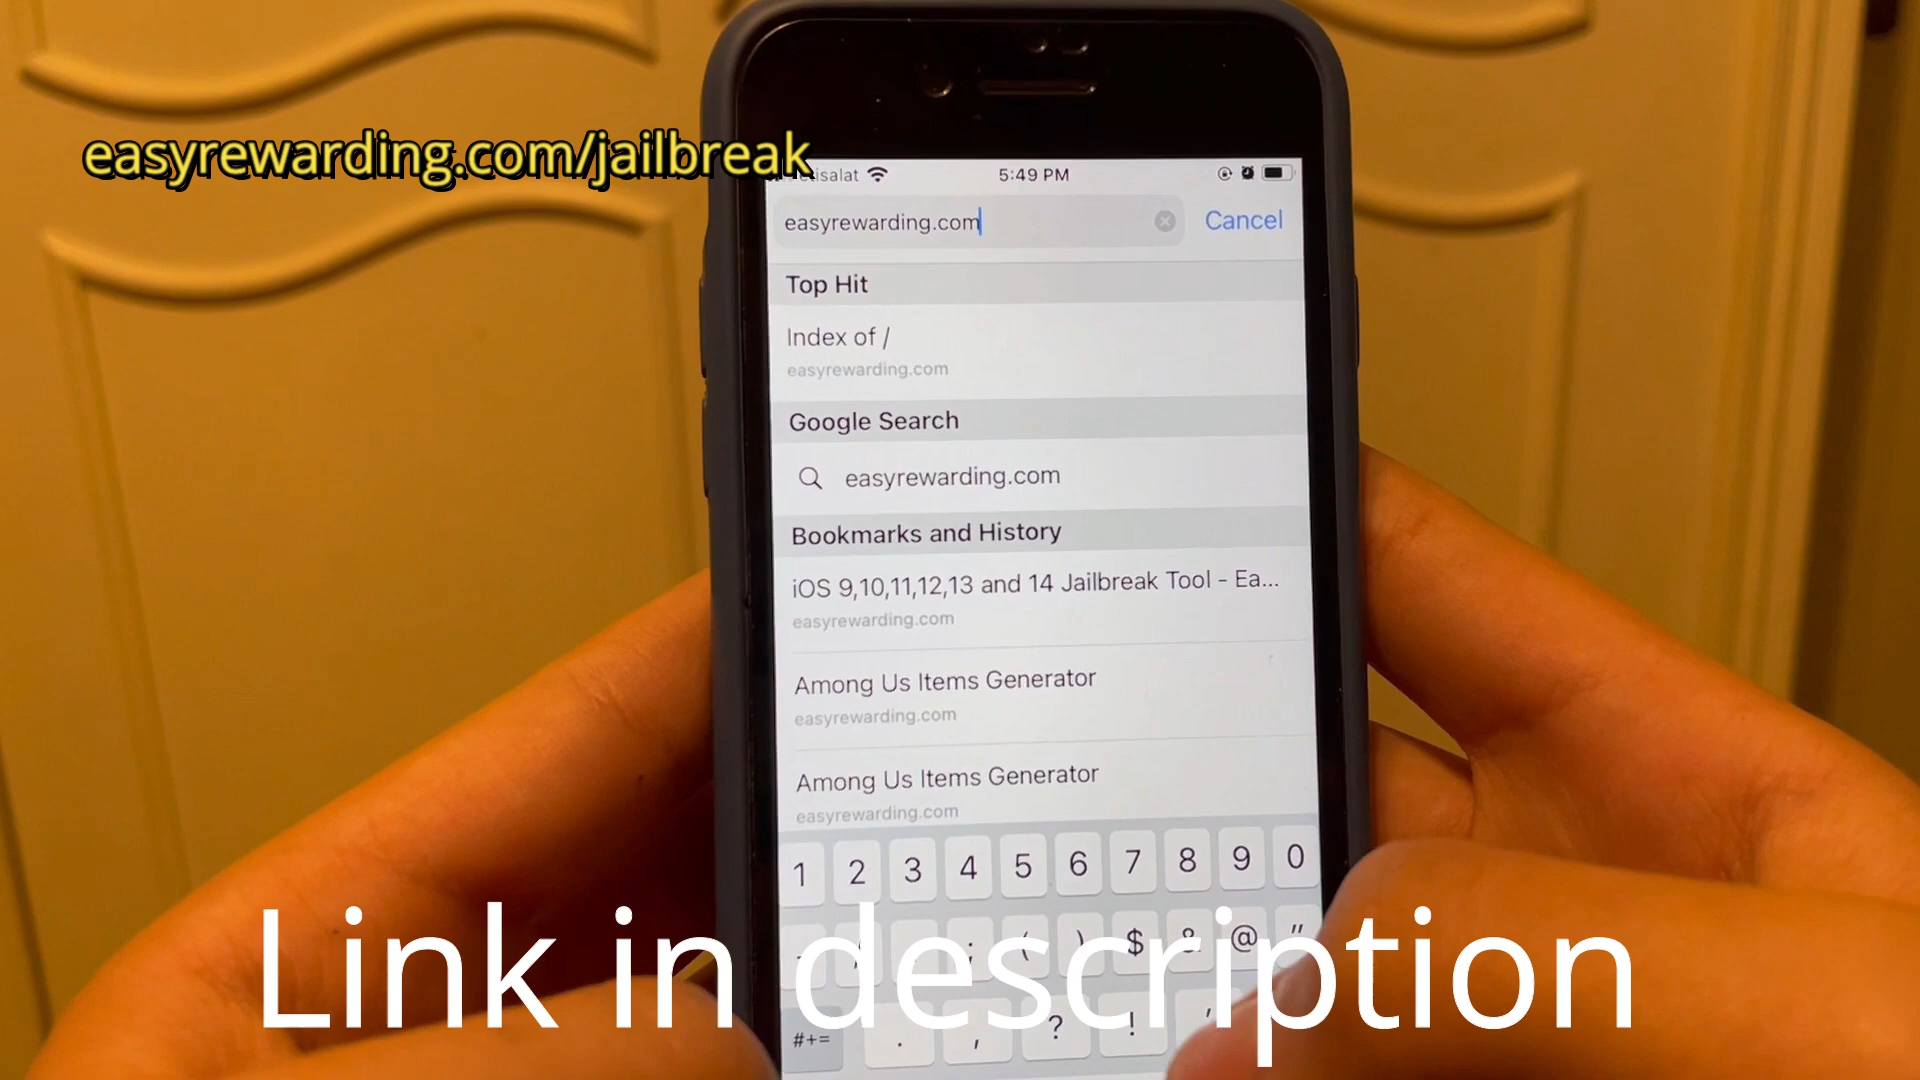 easyrewarding.com/jailbreak
etisalat
5:49 PM
easyrewarding.com
Cancel
Top Hit
Index of /
easyrewarding.com
Google Search
easyrewarding.com
Bookmarks and History
iOS 9,10,11,12,13 and 14 Jailbreak Tool - Ea...
easyrewarding.com
Among Us Items Generator
easyrewarding.com
Among Us Items Generator
easyrewarding.com
1 2 3 4 5 6 7 8 9 0
; ( ) $ & @ "
Link in description
#+= . , ? ! '